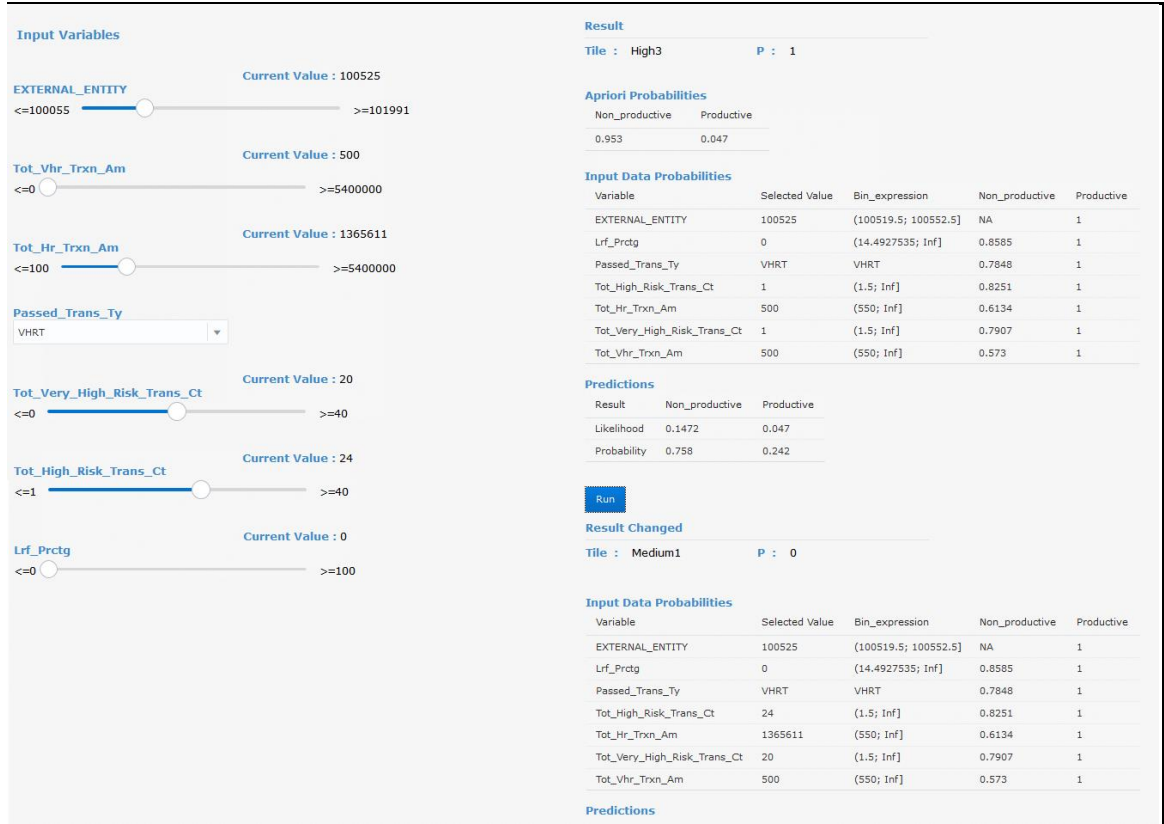 Input Variables
Current Value : 100525
EXTERNAL_ENTITY
<=100055 >=101991
Current Value : 500
Tot_Vhr_Trxn_Am
<=0 >=5400000
Current Value : 1365611
Tot_Hr_Trxn_Am
<=100 >=5400000
Passed_Trans_Ty
VHRT
Current Value : 20
Tot_Very_High_Risk_Trans_Ct
<=0 >=40
Current Value : 24
Tot_High_Risk_Trans_Ct
<=1 >=40
Current Value : 0
Lrf_Prctg
<=0 >=100
Result
Tile : High3 P : 1
Apriori Probabilities
Non_productive Productive
0.953 0.047
Input Data Probabilities
Variable Selected Value Bin_expression Non_productive Productive
EXTERNAL_ENTITY 100525 (100519.5; 100552.5] NA 1
Lrf_Prctg 0 (14.4927535; Inf] 0.8585 1
Passed_Trans_Ty VHRT VHRT 0.7848 1
Tot_High_Risk_Trans_Ct 1 (1.5; Inf] 0.8251 1
Tot_Hr_Trxn_Am 500 (550; Inf] 0.6134 1
Tot_Very_High_Risk_Trans_Ct 1 (1.5; Inf] 0.7907 1
Tot_Vhr_Trxn_Am 500 (550; Inf] 0.573 1
Predictions
Result Non_productive Productive
Likelihood 0.1472 0.047
Probability 0.758 0.242
Run
Result Changed
Tile : Medium1 P : 0
Input Data Probabilities
Variable Selected Value Bin_expression Non_productive Productive
EXTERNAL_ENTITY 100525 (100519.5; 100552.5] NA 1
Lrf_Prctg 0 (14.4927535; Inf] 0.8585 1
Passed_Trans_Ty VHRT VHRT 0.7848 1
Tot_High_Risk_Trans_Ct 24 (1.5; Inf] 0.8251 1
Tot_Hr_Trxn_Am 1365611 (550; Inf] 0.6134 1
Tot_Very_High_Risk_Trans_Ct 20 (1.5; Inf] 0.7907 1
Tot_Vhr_Trxn_Am 500 (550; Inf] 0.573 1
Predictions